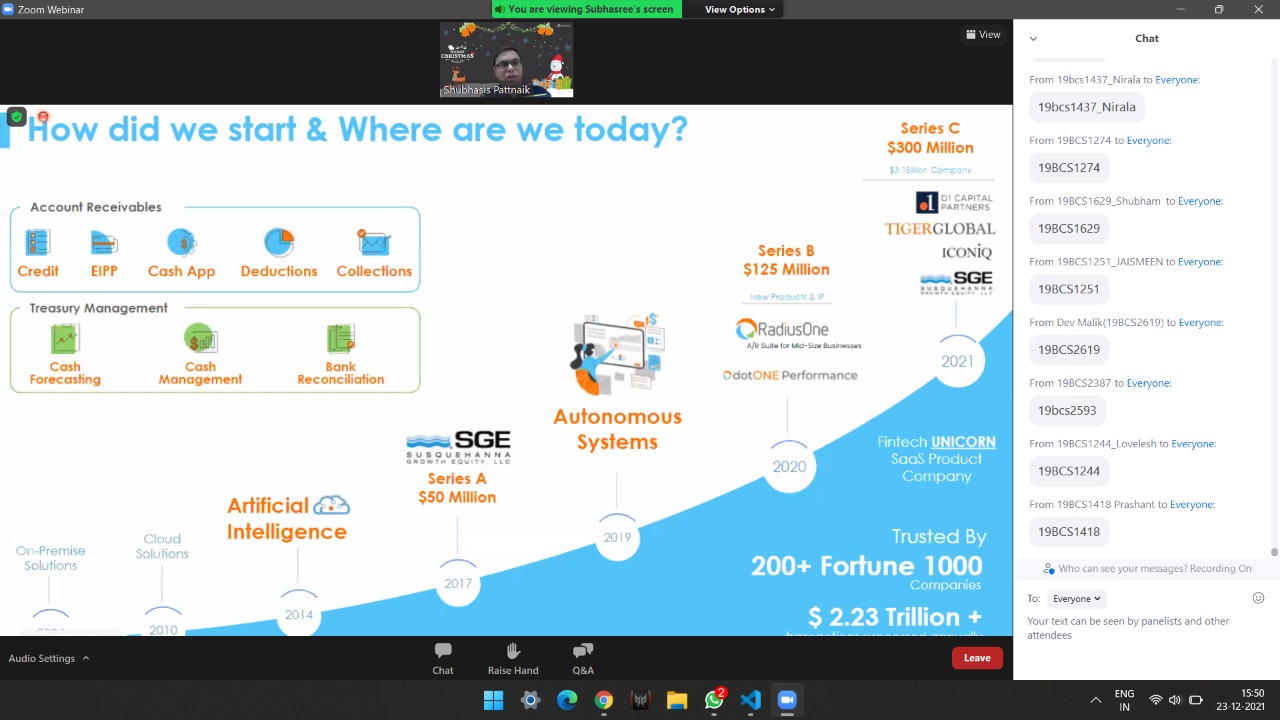 Zoom Webinar
You are viewing Subhasree's screen
View Options
View
MERRY
CHRISTMAS
Shubhasis Pattnaik
How did we start & Where are we today?
Account Receivables
Credit
EIPP
Cash App
Deductions
Collections
Treasury Management
Cash
Forecasting
Cash
Management
Bank
Reconciliation
On-Premise
Solutions
Cloud
Solutions
2010
Artificial
Intelligence
2014
SGE
SUSQUEHANNA
GROWTH EQUITY, LLC
Series A
$50 Million
2017
Autonomous
Systems
2019
Series B
$125 Million
New Products & IP
RadiusOne
A/R Suite for Mid-Size Businesses
dotONE Performance
2020
Series C
$300 Million
$3.1Billion Company
D1 CAPITAL
PARTNERS
TIGERGLOBAL
ICONIQ
SGE
SUSQUEHANNA
GROWTH EQUITY, LLC
2021
Fintech UNICORN
SaaS Product
Company
Trusted By
200+ Fortune 1000
Companies
$ 2.23 Trillion +
Chat
From 19bcs1437_Nirala to Everyone:
19bcs1437_Nirala
From 19BCS1274 to Everyone:
19BCS1274
From 19BCS1629_Shubham to Everyone:
19BCS1629
From 19BCS1251_JAISMEEN to Everyone:
19BCS1251
From Dev Malik(19BCS2619) to Everyone:
19BCS2619
From 19BCS2387 to Everyone:
19bcs2593
From 19BCS1244_Lovelesh to Everyone:
19BCS1244
From 19BCS1418 Prashant to Everyone:
19BCS1418
Who can see your messages? Recording On
To: Everyone
Your text can be seen by panelists and other
attendees
Audio Settings
Chat
Raise Hand
Q&A
Leave
2
ENG
IN
15:50
23-12-2021